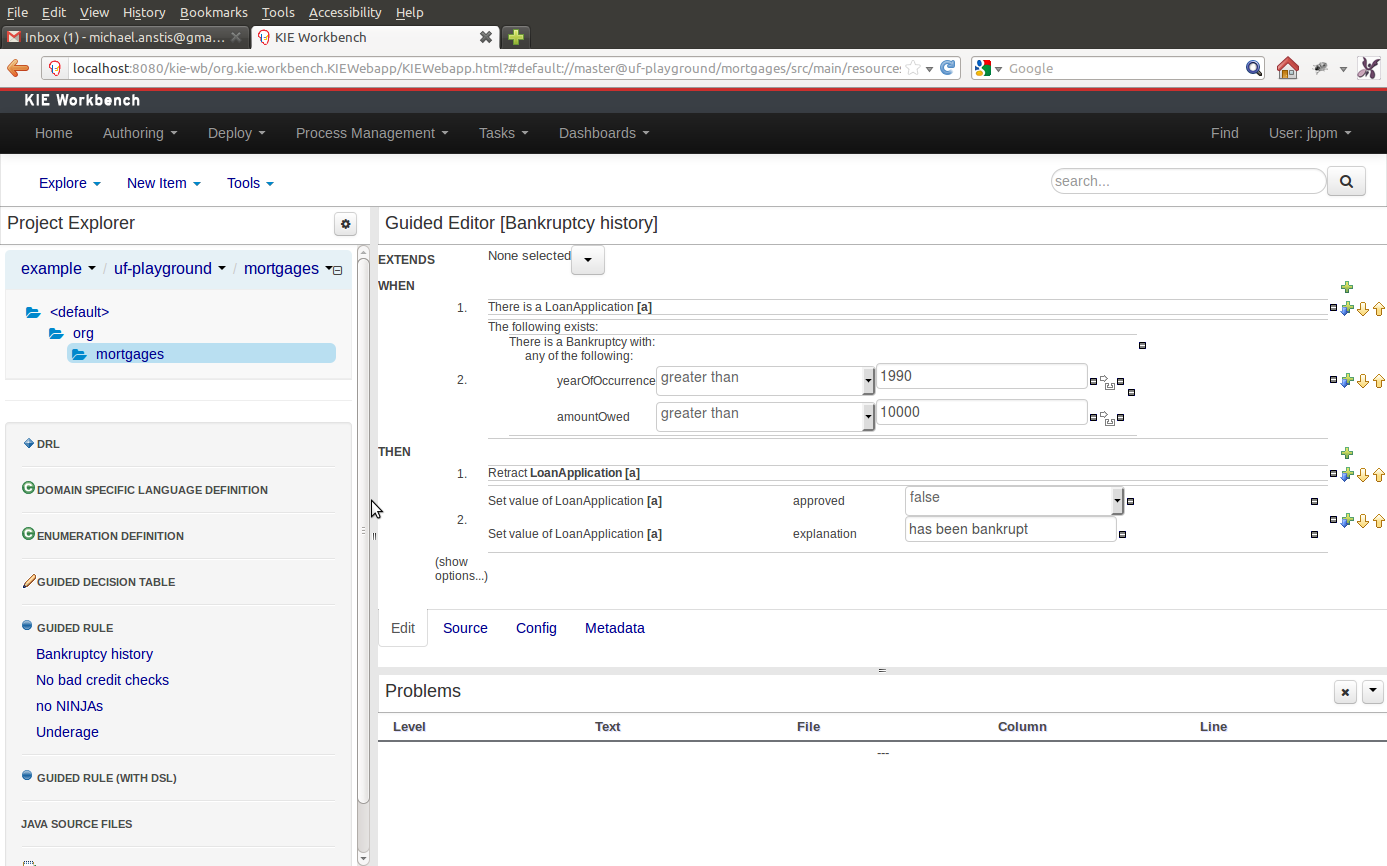 File Edit View History Bookmarks Tools Accessibility Help
Inbox (1) - michael.anstis@gma...
KIE Workbench
localhost:8080/kie-wb/org.kie.workbench.KIEWebapp/KIEWebapp.html?#default://master@uf-playground/mortgages/src/main/resource
Google
KIE Workbench
Home Authoring Deploy Process Management Tasks Dashboards Find User: jbpm
Explore New Item Tools search...
Project Explorer
example / uf-playground / mortgages
<default>
org
mortgages
DRL
DOMAIN SPECIFIC LANGUAGE DEFINITION
ENUMERATION DEFINITION
GUIDED DECISION TABLE
GUIDED RULE
Bankruptcy history
No bad credit checks
no NINJAs
Underage
GUIDED RULE (WITH DSL)
JAVA SOURCE FILES
Guided Editor [Bankruptcy history]
EXTENDS None selected
WHEN
1. There is a LoanApplication [a]
The following exists:
There is a Bankruptcy with:
any of the following:
2. yearOfOccurrence greater than 1990
amountOwed greater than 10000
THEN
1. Retract LoanApplication [a]
Set value of LoanApplication [a] approved false
2.
Set value of LoanApplication [a] explanation has been bankrupt
(show
options...)
Edit Source Config Metadata
Problems
Level Text File Column Line
---